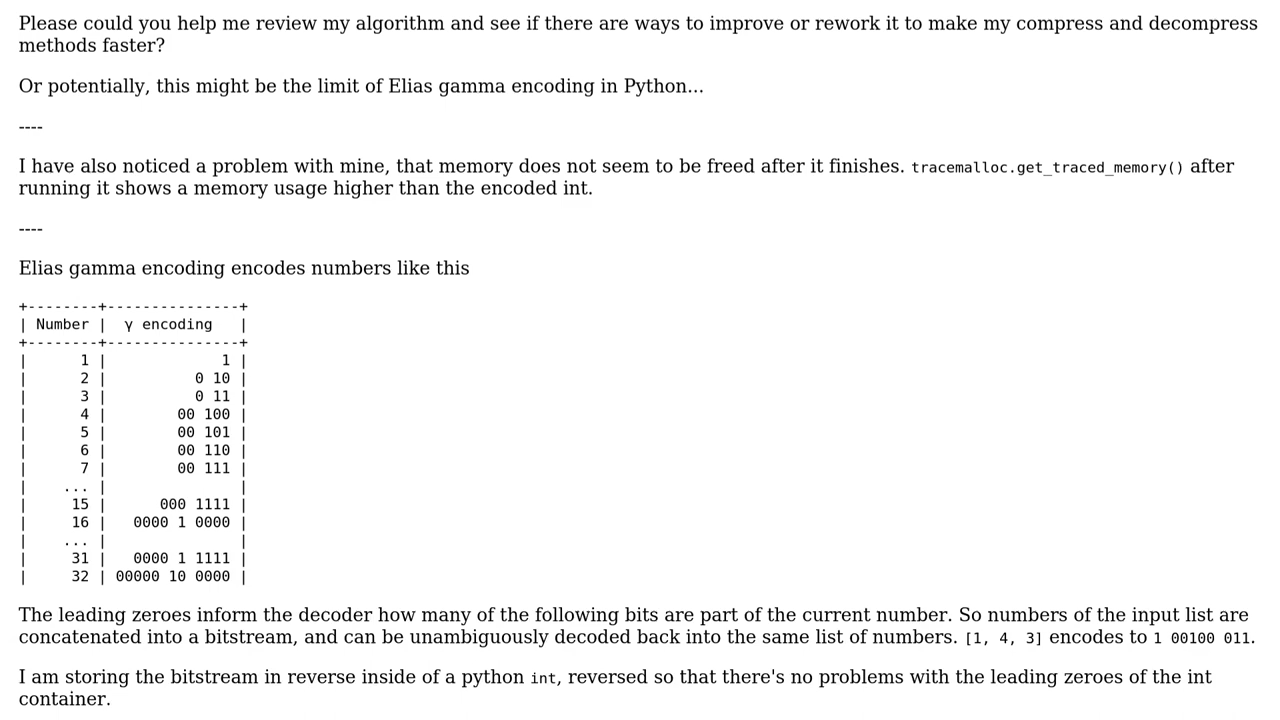 Please could you help me review my algorithm and see if there are ways to improve or rework it to make my compress and decompress
methods faster?
Or potentially, this might be the limit of Elias gamma encoding in Python...
----
I have also noticed a problem with mine, that memory does not seem to be freed after it finishes. tracemalloc.get_traced_memory() after
running it shows a memory usage higher than the encoded int.
----
Elias gamma encoding encodes numbers like this
+--------+---------------+
| Number |  γ encoding   |
+--------+---------------+
|      1 |             1 |
|      2 |          0 10 |
|      3 |          0 11 |
|      4 |        00 100 |
|      5 |        00 101 |
|      6 |        00 110 |
|      7 |        00 111 |
|    ... |               |
|     15 |      000 1111 |
|     16 |   0000 1 0000 |
|    ... |               |
|     31 |   0000 1 1111 |
|     32 | 00000 10 0000 |
The leading zeroes inform the decoder how many of the following bits are part of the current number. So numbers of the input list are
concatenated into a bitstream, and can be unambiguously decoded back into the same list of numbers. [1, 4, 3] encodes to 1 00100 011.
I am storing the bitstream in reverse inside of a python int, reversed so that there's no problems with the leading zeroes of the int
container.